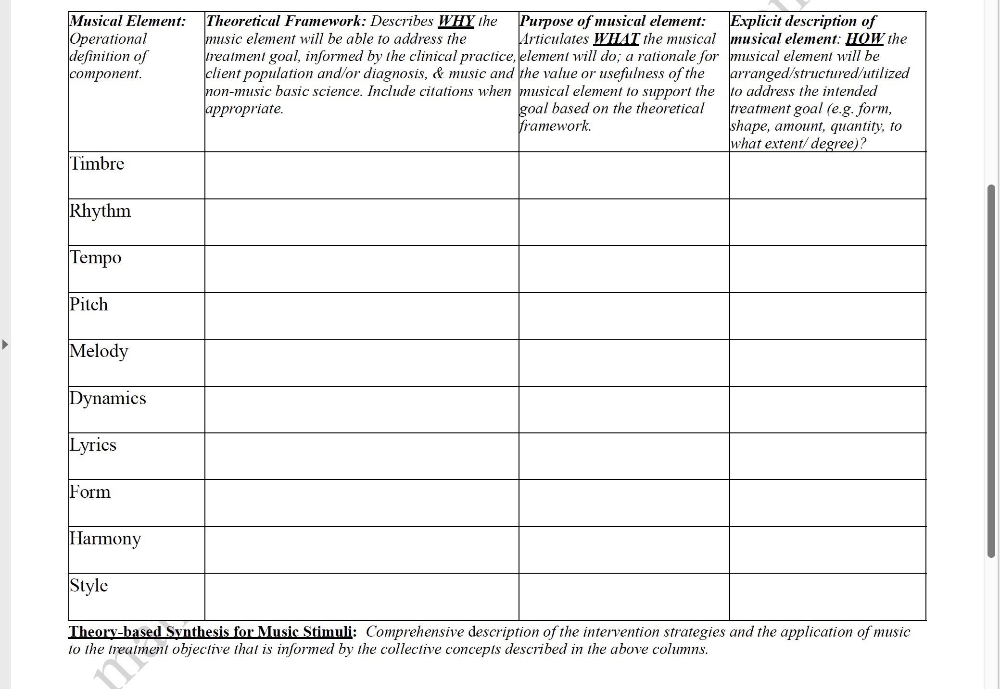 Musical Element:
Operational
definition of
component.
Theoretical Framework: Describes WHY the
music element will be able to address the
treatment goal, informed by the clinical practice,
client population and/or diagnosis, & music and
non-music basic science. Include citations when
appropriate.
Purpose of musical element:
Articulates WHAT the musical
element will do; a rationale for
the value or usefulness of the
musical element to support the
goal based on the theoretical
framework.
Explicit description of
musical element: HOW the
musical element will be
arranged/structured/utilized
to address the intended
treatment goal (e.g. form,
shape, amount, quantity, to
what extent/ degree)?
Timbre
Rhythm
Tempo
Pitch
Melody
Dynamics
Lyrics
Form
Harmony
Style
Theory-based Synthesis for Music Stimuli: Comprehensive description of the intervention strategies and the application of music
to the treatment objective that is informed by the collective concepts described in the above columns.